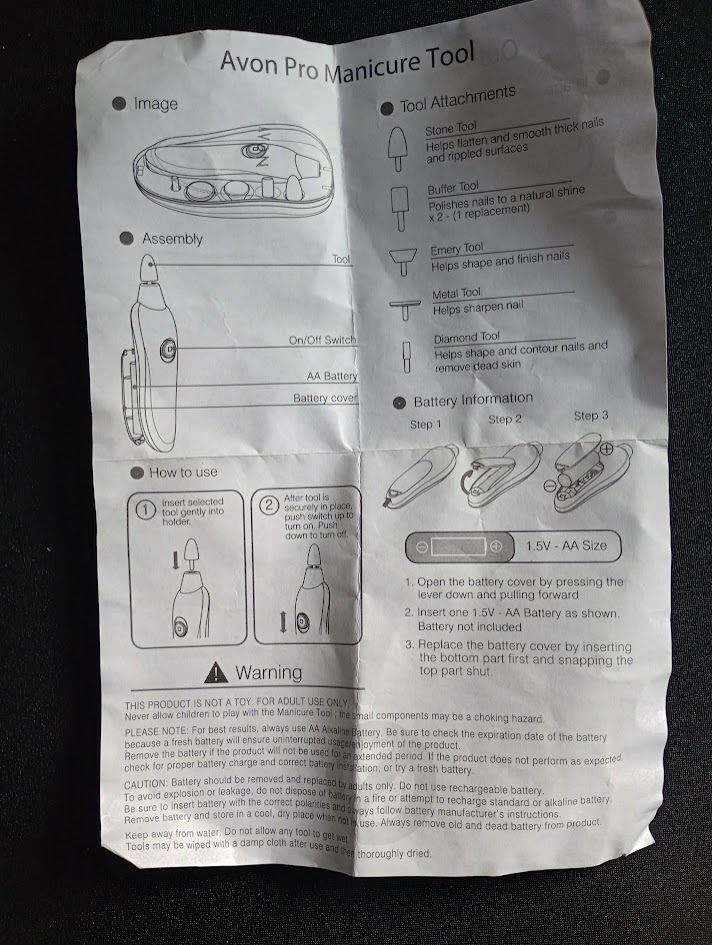 Avon Pro Manicure Tool
Image
AVON
Assembly
Tool
On/Off Switch
AA Battery
Battery cover
How to use
1
Insert selected
tool gently into
holder.
2
After tool is
securely in place,
push switch up to
turn on. Push
down to turn off.
Tool Attachments
Stone Tool
Helps flatten and smooth thick nails
and rippled surfaces
Buffer Tool
Polishes nails to a natural shine
x 2 - (1 replacement)
Emery Tool
Helps shape and finish nails
Metal Tool
Helps sharpen nail
Diamond Tool
Helps shape and contour nails and
remove dead skin
Battery Information
Step 1
Step 2
Step 3
1.5V - AA Size
1. Open the battery cover by pressing the
lever down and pulling forward
2. Insert one 1.5V - AA Battery as shown.
Battery not included
3. Replace the battery cover by inserting
the bottom part first and snapping the
top part shut.
Warning
THIS PRODUCT IS NOT A TOY. FOR ADULT USE ONLY
Never allow children to play with the Manicure Tool ; the small components may be a choking hazard.
PLEASE NOTE: For best results, always use AA Alkaline Battery. Be sure to check the expiration date of the battery
because a fresh battery will ensure uninterrupted usage/enjoyment of the product.
Remove the battery if the product will not be used for an extended period. If the product does not perform as expected,
check for proper battery charge and correct battery installation, or try a fresh battery.
CAUTION: Battery should be removed and replaced by adults only. Do not use rechargeable battery.
To avoid explosion or leakage, do not dispose of battery in a fire or attempt to recharge standard or alkaline battery.
Be sure to insert battery with the correct polarities and always follow battery manufacturer's instructions.
Remove battery and store in a cool, dry place when not in use. Always remove old and dead battery from product.
Keep away from water. Do not allow any tool to get wet.
Tools may be wiped with a damp cloth after use and then thoroughly dried.